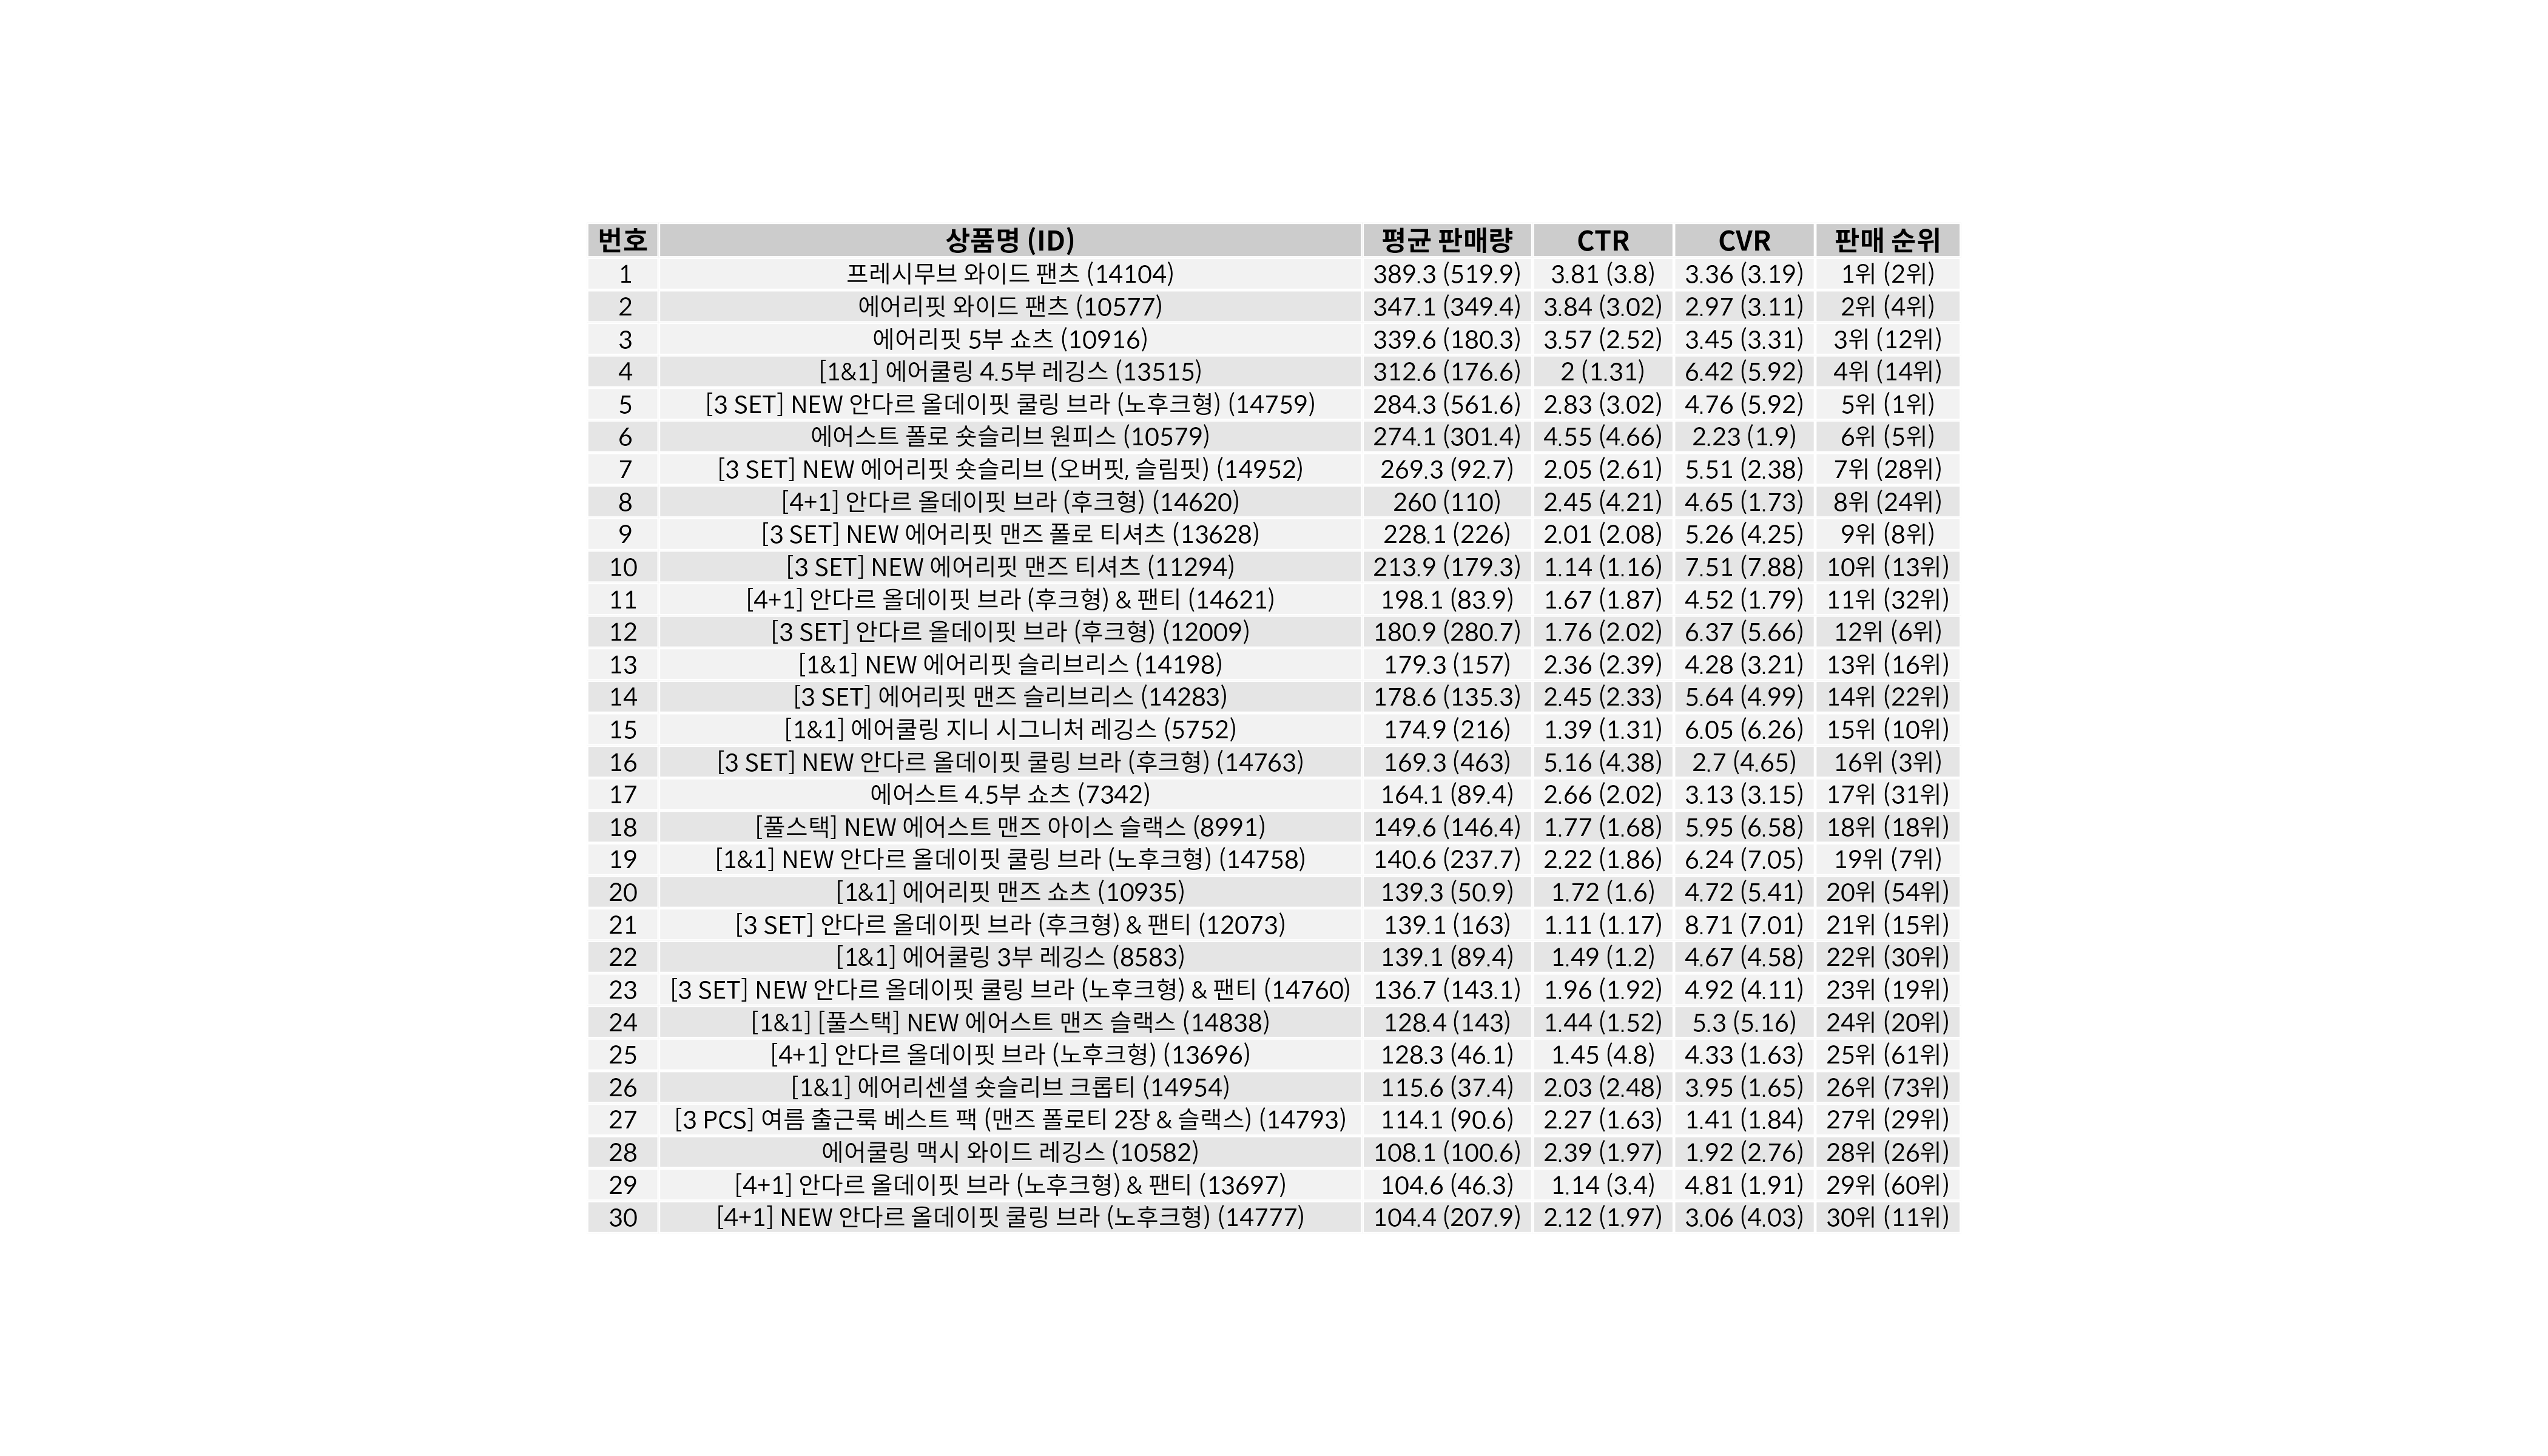 번호 상품명 (ID) 평균 판매량 CTR CVR 판매 순위
1 프레시무브 와이드 팬츠 (14104) 389.3 (519.9) 3.81 (3.8) 3.36 (3.19) 1위 (2위)
2 에어리핏 와이드 팬츠 (10577) 347.1 (349.4) 3.84 (3.02) 2.97 (3.11) 2위 (4위)
3 에어리핏 5부 쇼츠 (10916) 339.6 (180.3) 3.57 (2.52) 3.45 (3.31) 3위 (12위)
4 [1&1] 에어쿨링 4.5부 레깅스 (13515) 312.6 (176.6) 2 (1.31) 6.42 (5.92) 4위 (14위)
5 [3 SET] NEW 안다르 올데이핏 쿨링 브라 (노후크형) (14759) 284.3 (561.6) 2.83 (3.02) 4.76 (5.92) 5위 (1위)
6 에어스트 폴로 숏슬리브 원피스 (10579) 274.1 (301.4) 4.55 (4.66) 2.23 (1.9) 6위 (5위)
7 [3 SET] NEW 에어리핏 숏슬리브 (오버핏, 슬림핏) (14952) 269.3 (92.7) 2.05 (2.61) 5.51 (2.38) 7위 (28위)
8 [4+1] 안다르 올데이핏 브라 (후크형) (14620) 260 (110) 2.45 (4.21) 4.65 (1.73) 8위 (24위)
9 [3 SET] NEW 에어리핏 맨즈 폴로 티셔츠 (13628) 228.1 (226) 2.01 (2.08) 5.26 (4.25) 9위 (8위)
10 [3 SET] NEW 에어리핏 맨즈 티셔츠 (11294) 213.9 (179.3) 1.14 (1.16) 7.51 (7.88) 10위 (13위)
11 [4+1] 안다르 올데이핏 브라 (후크형) & 팬티 (14621) 198.1 (83.9) 1.67 (1.87) 4.52 (1.79) 11위 (32위)
12 [3 SET] 안다르 올데이핏 브라 (후크형) (12009) 180.9 (280.7) 1.76 (2.02) 6.37 (5.66) 12위 (6위)
13 [1&1] NEW 에어리핏 슬리브리스 (14198) 179.3 (157) 2.36 (2.39) 4.28 (3.21) 13위 (16위)
14 [3 SET] 에어리핏 맨즈 슬리브리스 (14283) 178.6 (135.3) 2.45 (2.33) 5.64 (4.99) 14위 (22위)
15 [1&1] 에어쿨링 지니 시그니처 레깅스 (5752) 174.9 (216) 1.39 (1.31) 6.05 (6.26) 15위 (10위)
16 [3 SET] NEW 안다르 올데이핏 쿨링 브라 (후크형) (14763) 169.3 (463) 5.16 (4.38) 2.7 (4.65) 16위 (3위)
17 에어스트 4.5부 쇼츠 (7342) 164.1 (89.4) 2.66 (2.02) 3.13 (3.15) 17위 (31위)
18 [풀스택] NEW 에어스트 맨즈 아이스 슬랙스 (8991) 149.6 (146.4) 1.77 (1.68) 5.95 (6.58) 18위 (18위)
19 [1&1] NEW 안다르 올데이핏 쿨링 브라 (노후크형) (14758) 140.6 (237.7) 2.22 (1.86) 6.24 (7.05) 19위 (7위)
20 [1&1] 에어리핏 맨즈 쇼츠 (10935) 139.3 (50.9) 1.72 (1.6) 4.72 (5.41) 20위 (54위)
21 [3 SET] 안다르 올데이핏 브라 (후크형) & 팬티 (12073) 139.1 (163) 1.11 (1.17) 8.71 (7.01) 21위 (15위)
22 [1&1] 에어쿨링 3부 레깅스 (8583) 139.1 (89.4) 1.49 (1.2) 4.67 (4.58) 22위 (30위)
23 [3 SET] NEW 안다르 올데이핏 쿨링 브라 (노후크형) & 팬티 (14760) 136.7 (143.1) 1.96 (1.92) 4.92 (4.11) 23위 (19위)
24 [1&1] [풀스택] NEW 에어스트 맨즈 슬랙스 (14838) 128.4 (143) 1.44 (1.52) 5.3 (5.16) 24위 (20위)
25 [4+1] 안다르 올데이핏 브라 (노후크형) (13696) 128.3 (46.1) 1.45 (4.8) 4.33 (1.63) 25위 (61위)
26 [1&1] 에어리센셜 숏슬리브 크롭티 (14954) 115.6 (37.4) 2.03 (2.48) 3.95 (1.65) 26위 (73위)
27 [3 PCS] 여름 출근룩 베스트 팩 (맨즈 폴로티 2장 & 슬랙스) (14793) 114.1 (90.6) 2.27 (1.63) 1.41 (1.84) 27위 (29위)
28 에어쿨링 맥시 와이드 레깅스 (10582) 108.1 (100.6) 2.39 (1.97) 1.92 (2.76) 28위 (26위)
29 [4+1] 안다르 올데이핏 브라 (노후크형) & 팬티 (13697) 104.6 (46.3) 1.14 (3.4) 4.81 (1.91) 29위 (60위)
30 [4+1] NEW 안다르 올데이핏 쿨링 브라 (노후크형) (14777) 104.4 (207.9) 2.12 (1.97) 3.06 (4.03) 30위 (11위)